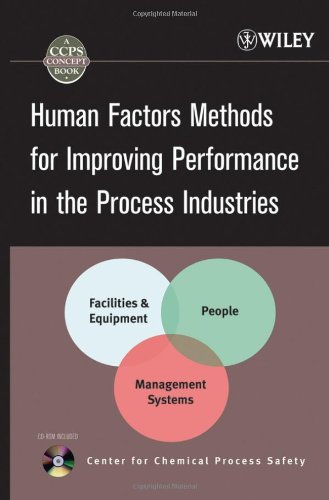 A
CCPS
CONCEPT
BOOK
WILEY
Human Factors Methods
for Improving Performance
in the Process Industries
Facilities &
Equipment
People
Management
Systems
CD-ROM INCLUDED
Center for Chemical Process Safety